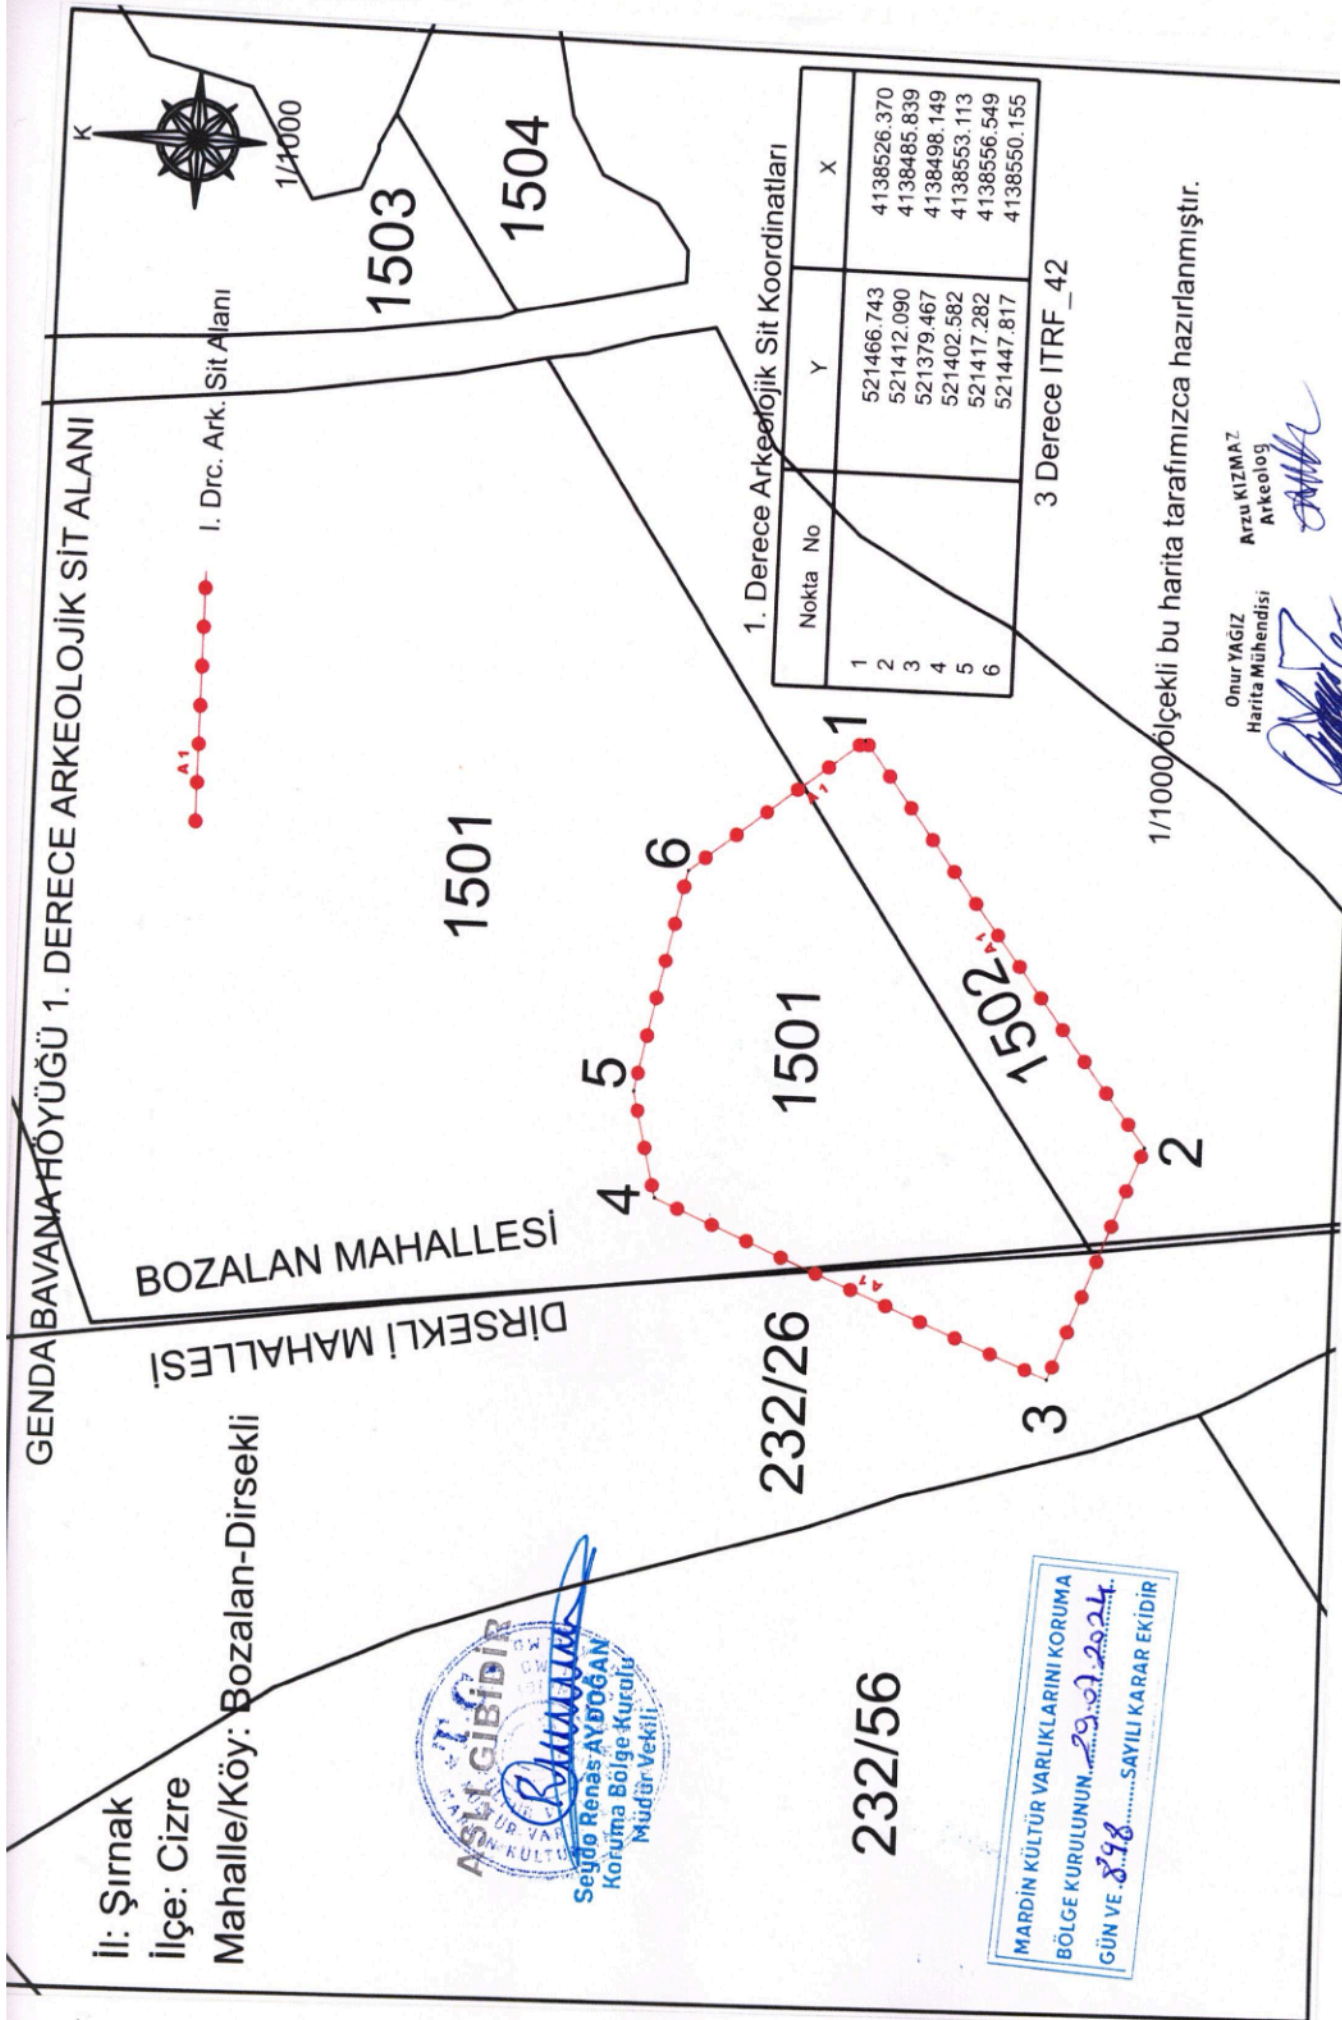 GENDA BAVANA HÖYÜĞÜ 1. DERECE ARKEOLOJİK SİT ALANI
İl: Şırnak
İlçe: Cizre
Mahalle/Köy: Bozalan-Dirsekli
K
1/1000
A 1
I. Drc. Ark. Sit Alanı
BOZALAN MAHALLESİ
DİRSEKLİ MAHALLESİ
1501
1503
1504
4
5
6
1
2
3
1501
1502
232/26
232/56
A 1
A 1
A 1
1. Derece Arkeolojik Sit Koordinatları
Nokta No Y X
1 521466.743 4138526.370
2 521412.090 4138485.839
3 521379.467 4138498.149
4 521402.582 4138553.113
5 521417.282 4138556.549
6 521447.817 4138550.155
3 Derece ITRF_42
1/1000 ölçekli bu harita tarafımızca hazırlanmıştır.
Onur YAĞIZ
Harita Mühendisi
Arzu KIZMAZ
Arkeolog
T.C.
ASLI GİBİDİR
Seydo Renas AYDOĞAN
Koruma Bölge Kurulu
Müdür Vekili
MARDİN KÜLTÜR VARLIKLARINI KORUMA
BÖLGE KURULUNUN 29.07.2024
GÜN VE 898 SAYILI KARAR EKİDİR